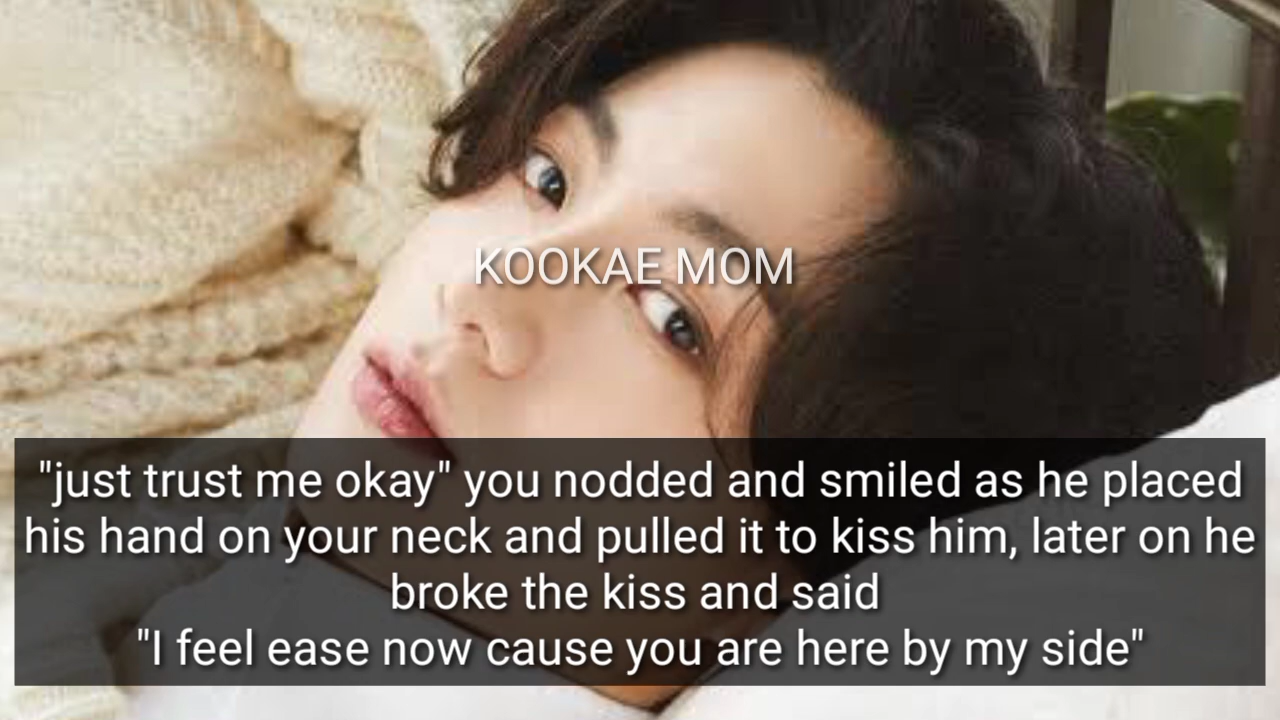 KOOKAE MOM
"just trust me okay" you nodded and smiled as he placed
his hand on your neck and pulled it to kiss him, later on he
broke the kiss and said
"I feel ease now cause you are here by my side"